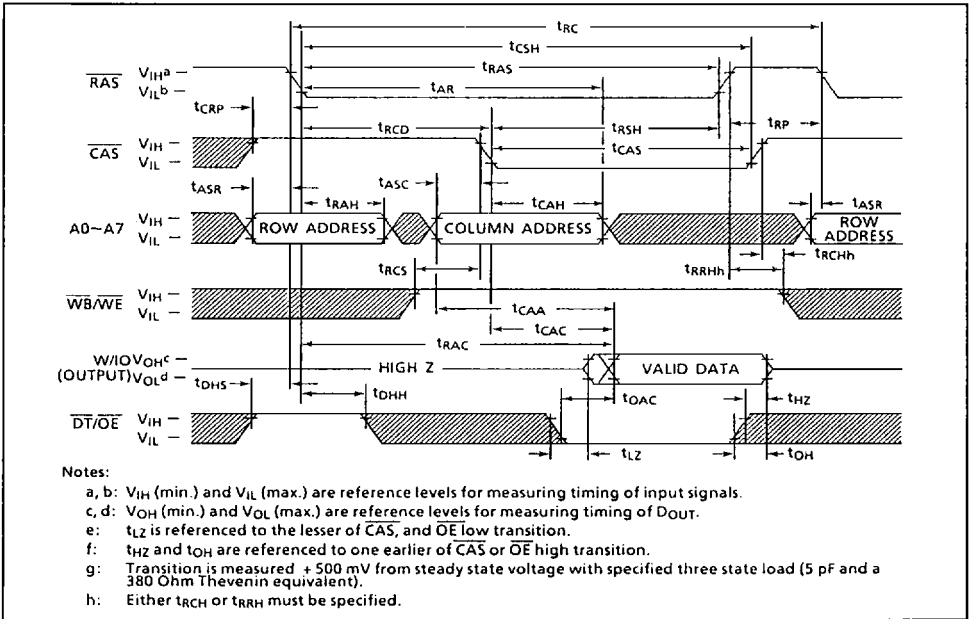 tRC
tCSH
tRAS
RAS VIHa VILb
tAR
tCRP
tRCD
tRSH
tRP
CAS VIH VIL
tCAS
tASR
tASC
tRAH
tCAH
tASR
A0~A7 VIH VIL
ROW ADDRESS
COLUMN ADDRESS
ROW ADDRESS
tRCS
tRRHh
tRCHh
WB/WE VIH VIL
tCAA
tCAC
tRAC
W/IO VOHc
(OUTPUT) VOLd
HIGH Z
VALID DATA
tDHS
tDHH
tOAC
tHZ
DT/OE VIH VIL
tLZ
tOH
Notes:
a, b: VIH (min.) and VIL (max.) are reference levels for measuring timing of input signals.
c, d: VOH (min.) and VOL (max.) are reference levels for measuring timing of DOUT.
e: tLZ is referenced to the lesser of CAS, and OE low transition.
f: tHZ and tOH are referenced to one earlier of CAS or OE high transition.
g: Transition is measured + 500 mV from steady state voltage with specified three state load (5 pF and a
380 Ohm Thevenin equivalent).
h: Either tRCH or tRRH must be specified.